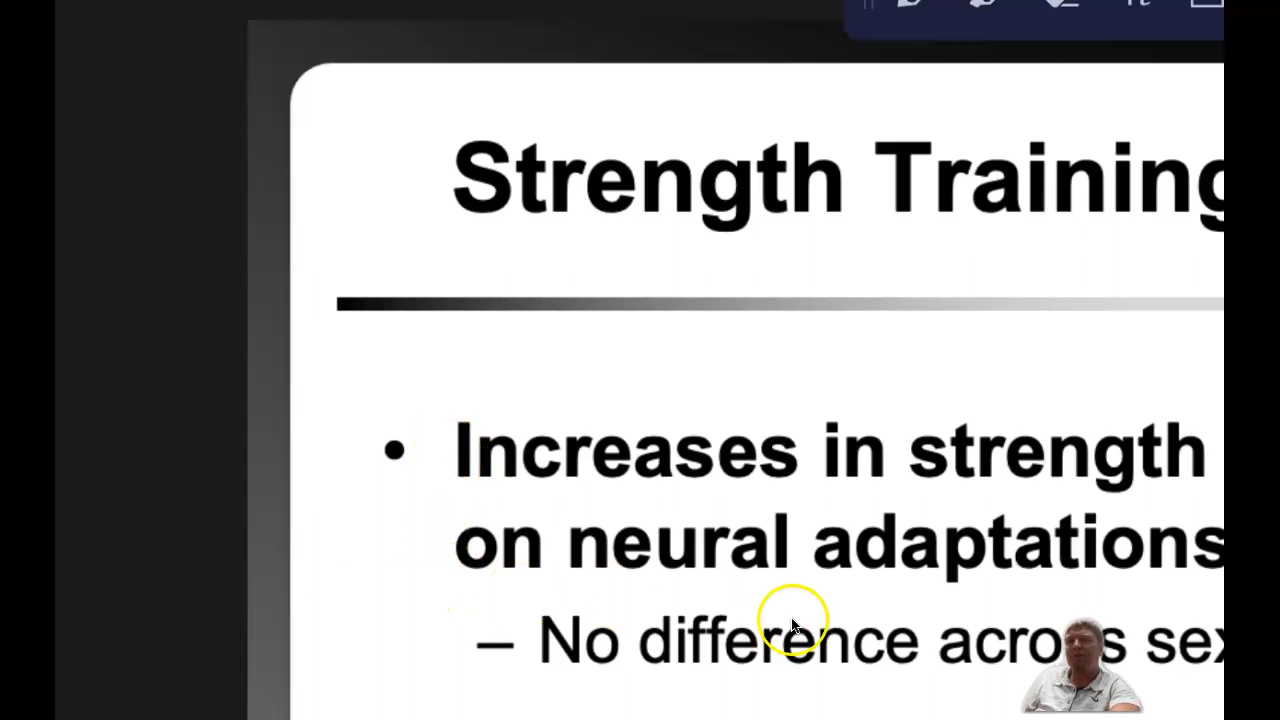 Strength Training
• Increases in strength
on neural adaptations
– No difference across sex